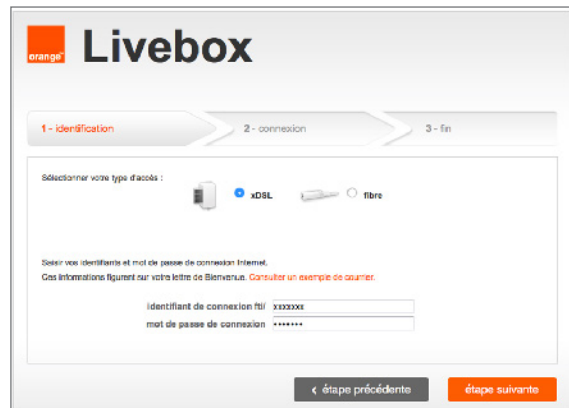 orange™
Livebox
1 - identification
2 - connexion
3 - fin
Sélectionner votre type d'accès :
xDSL
fibre
Saisir vos identifiants et mot de passe de connexion Internet.
Ces informations figurent sur votre lettre de Bienvenue. Consulter un exemple de courrier.
identifiant de connexion fti/ xxxxxxx
mot de passe de connexion •••••••
< étape précédente
étape suivante